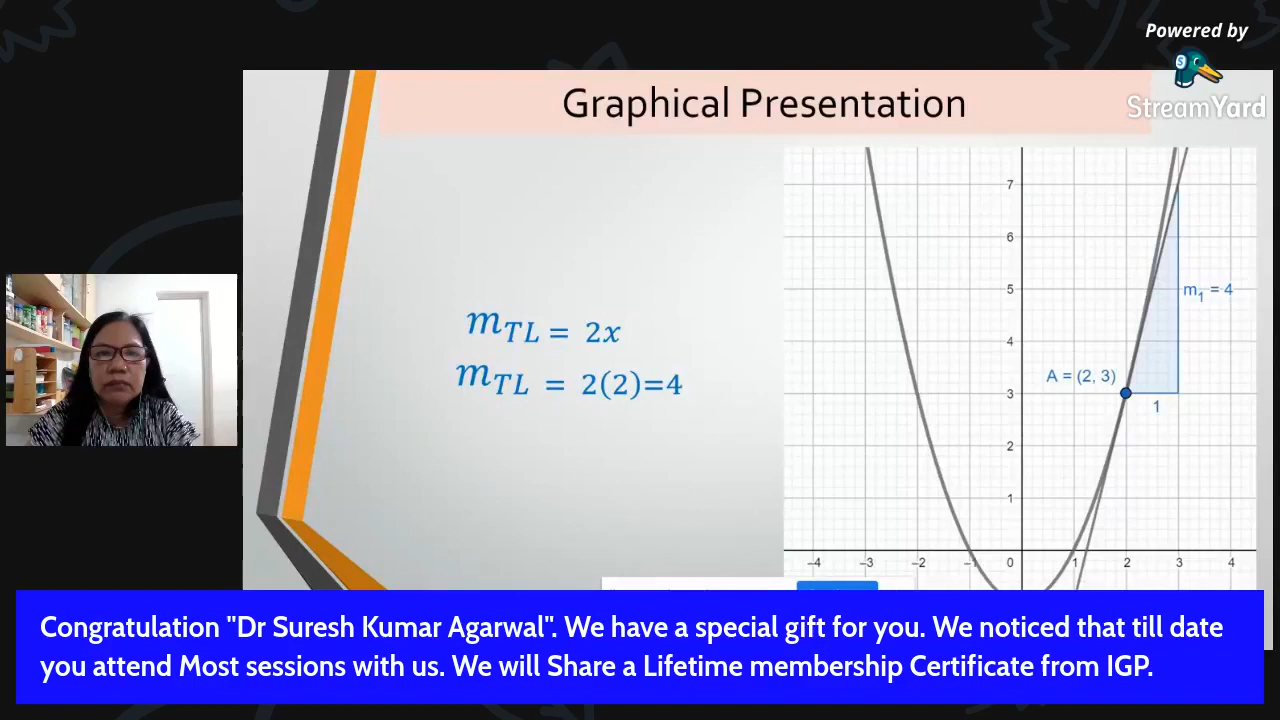 Powered by
StreamYard
Graphical Presentation
m_TL = 2x
m_TL = 2(2)=4
7
6
5
m₁ = 4
4
A = (2, 3)
3
1
2
1
–4 –3 –2 –1 0 1 2 3 4
Congratulation "Dr Suresh Kumar Agarwal". We have a special gift for you. We noticed that till date
you attend Most sessions with us. We will Share a Lifetime membership Certificate from IGP.